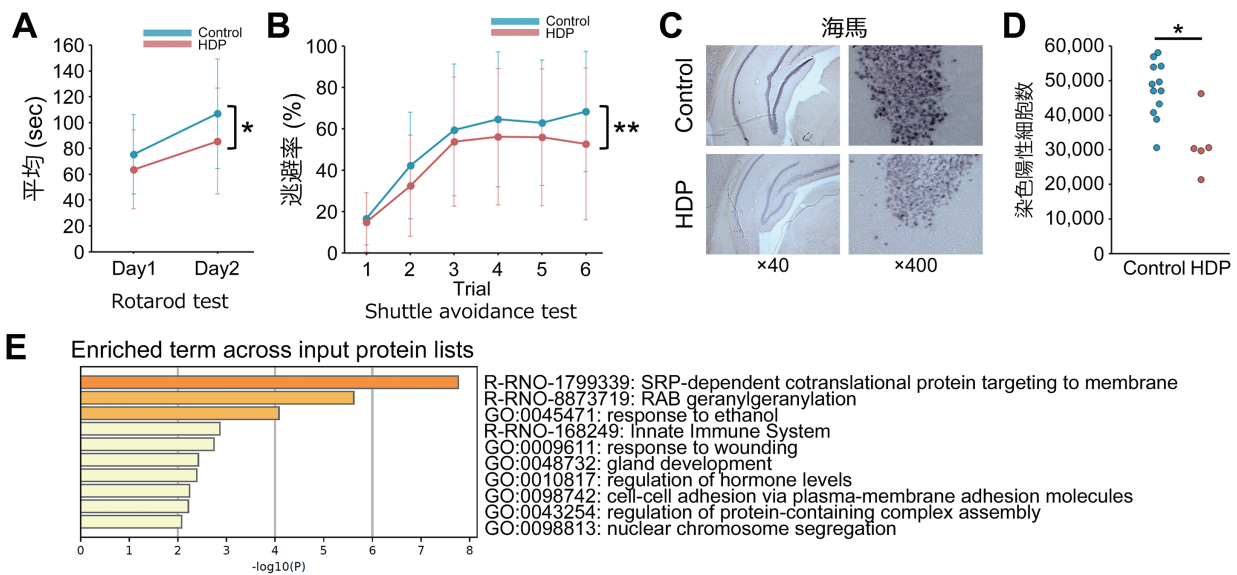 A
Control
HDP
平均 (sec)
160
140
120
100
80
60
40
20
0
*
Day1 Day2
Rotarod test
B
Control
HDP
逃避率 (%)
100
80
60
40
20
0
**
1 2 3 4 5 6
Trial
Shuttle avoidance test
C
海馬
Control
HDP
×40 ×400
D
*
染色陽性細胞数
60,000
50,000
40,000
30,000
20,000
10,000
0
Control HDP
E
Enriched term across input protein lists
R-RNO-1799339: SRP-dependent cotranslational protein targeting to membrane
R-RNO-8873719: RAB geranylgeranylation
GO:0045471: response to ethanol
R-RNO-168249: Innate Immune System
GO:0009611: response to wounding
GO:0048732: gland development
GO:0010817: regulation of hormone levels
GO:0098742: cell-cell adhesion via plasma-membrane adhesion molecules
GO:0043254: regulation of protein-containing complex assembly
GO:0098813: nuclear chromosome segregation
0 1 2 3 4 5 6 7 8
-log10(P)